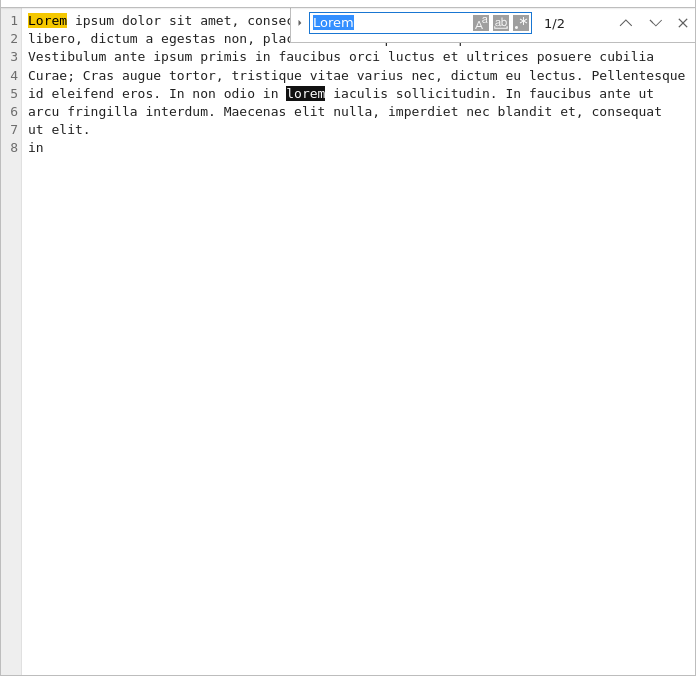 1 Lorem ipsum dolor sit amet,
Lorem
1/2
2 libero, dictum a egestas non,
3 Vestibulum ante ipsum primis in faucibus orci luctus et ultrices posuere cubilia
4 Curae; Cras augue tortor, tristique vitae varius nec, dictum eu lectus. Pellentesque
5 id eleifend eros. In non odio in lorem iaculis sollicitudin. In faucibus ante ut
6 arcu fringilla interdum. Maecenas elit nulla, imperdiet nec blandit et, consequat
7 ut elit.
8 in